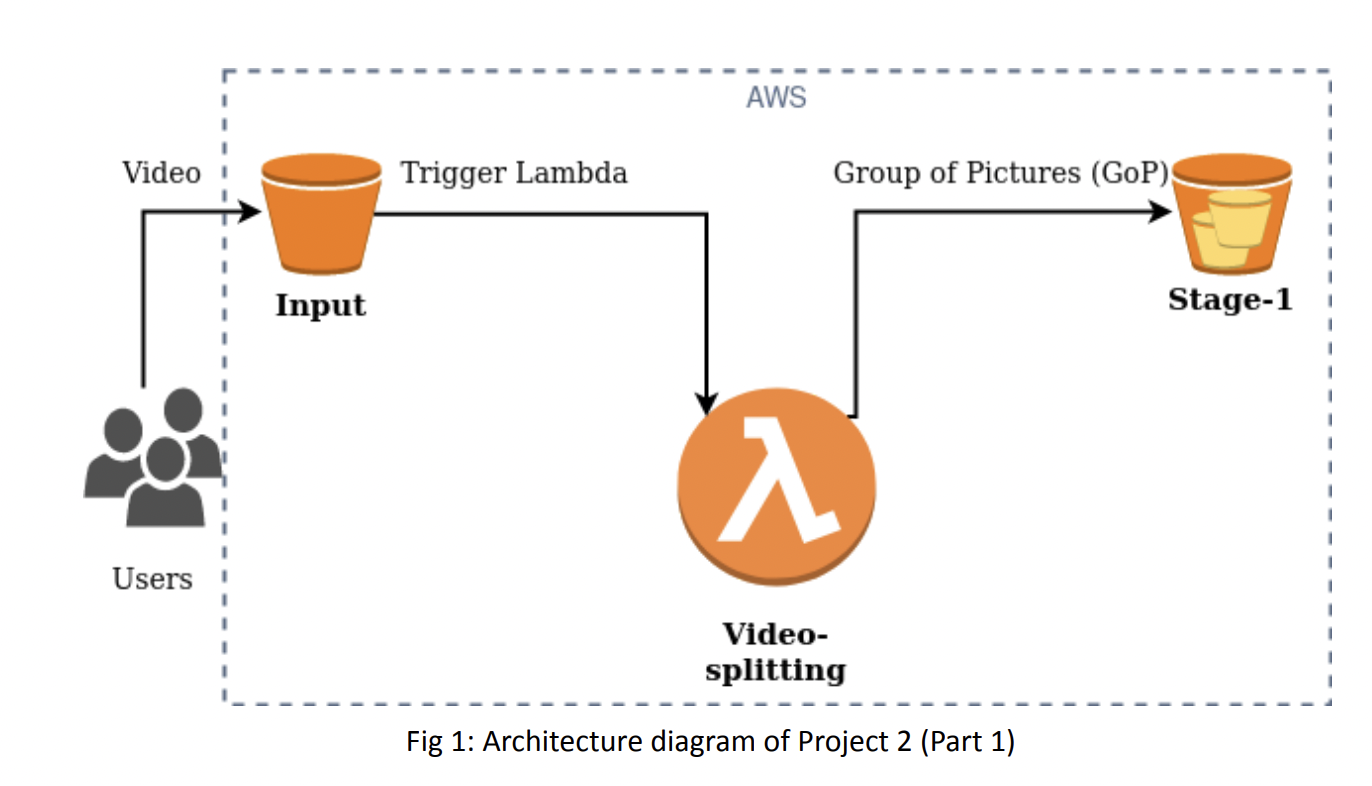 AWS
Video
Trigger Lambda
Group of Pictures (GoP)
Input
Stage-1
Users
Video-
splitting
Fig 1: Architecture diagram of Project 2 (Part 1)